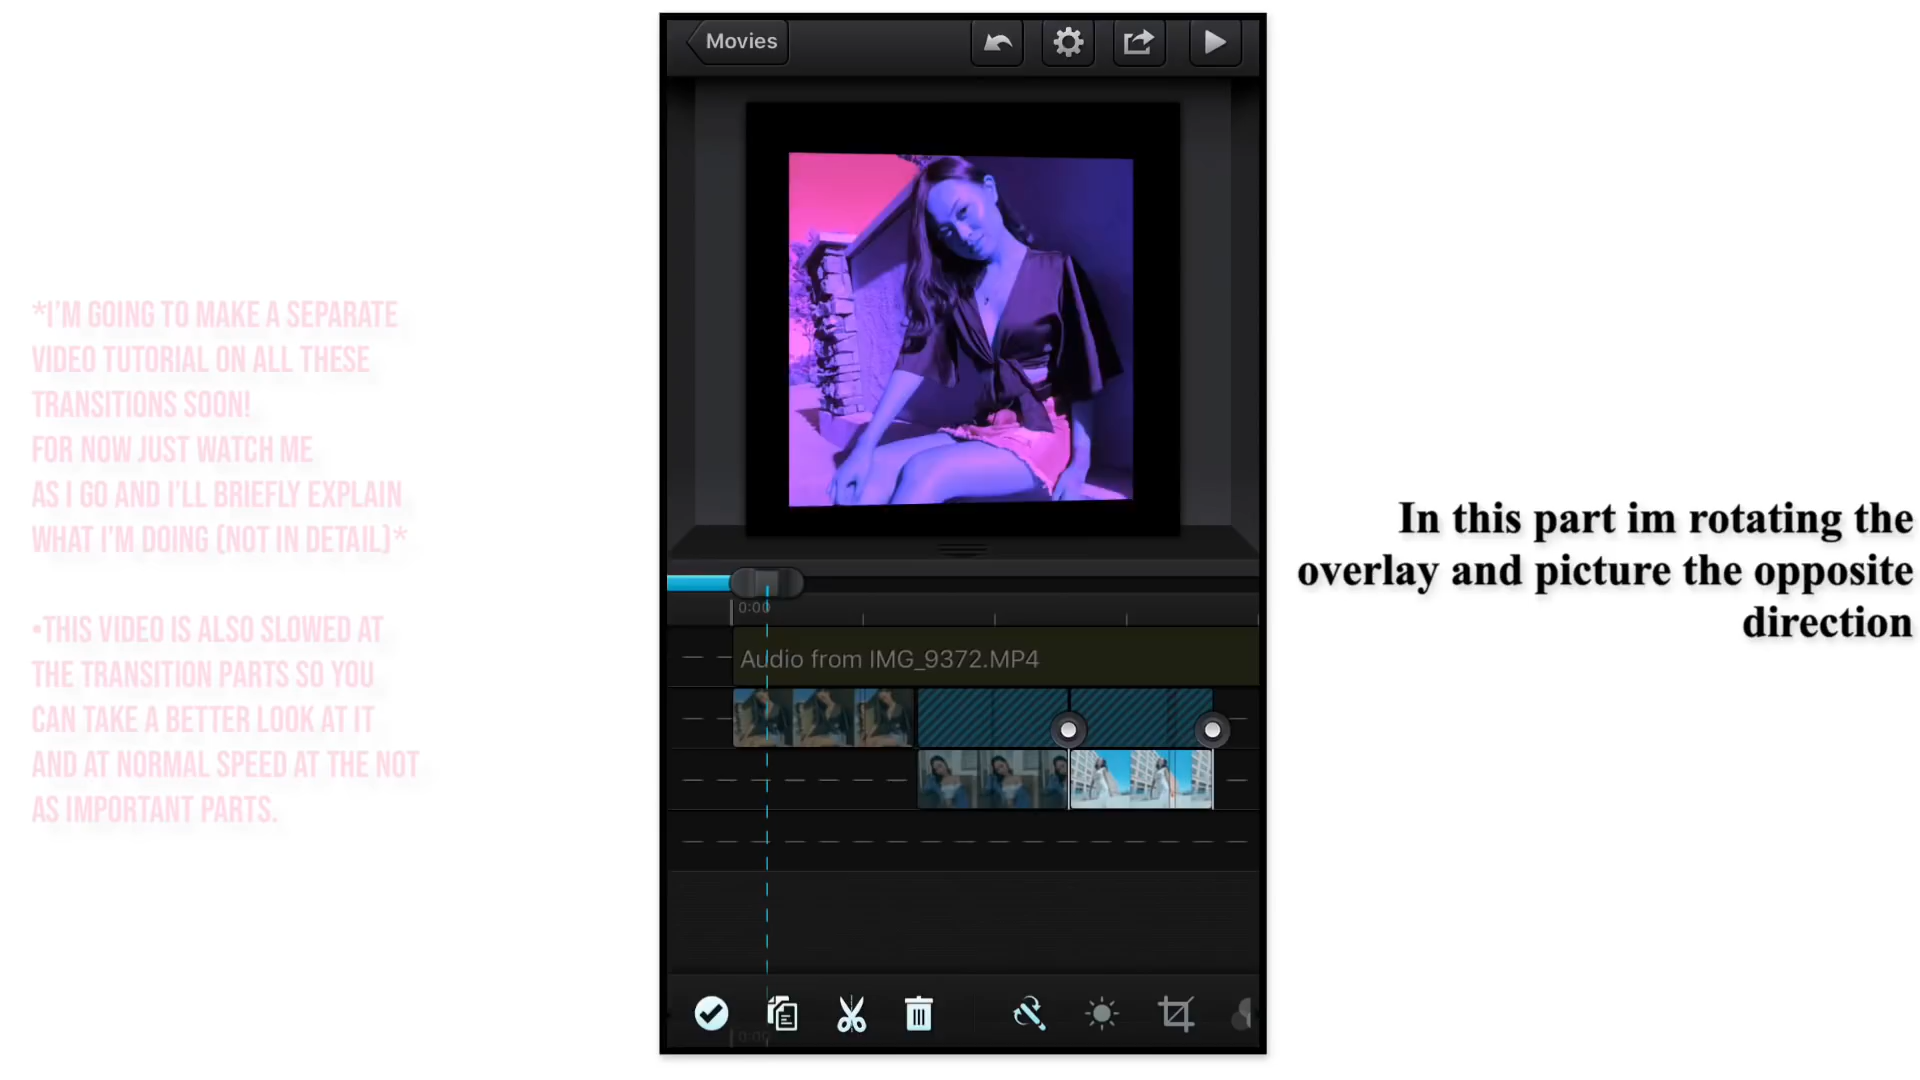 Movies
*I'M GOING TO MAKE A SEPARATE
VIDEO TUTORIAL ON ALL THESE
TRANSITIONS SOON!
FOR NOW JUST WATCH ME
AS I GO AND I'LL BRIEFLY EXPLAIN
WHAT I'M DOING (NOT IN DETAIL)*
•THIS VIDEO IS ALSO SLOWED AT
THE TRANSITION PARTS SO YOU
CAN TAKE A BETTER LOOK AT IT
AND AT NORMAL SPEED AT THE NOT
AS IMPORTANT PARTS.
0:00
Audio from IMG_9372.MP4
0:00
In this part im rotating the
overlay and picture the opposite
direction